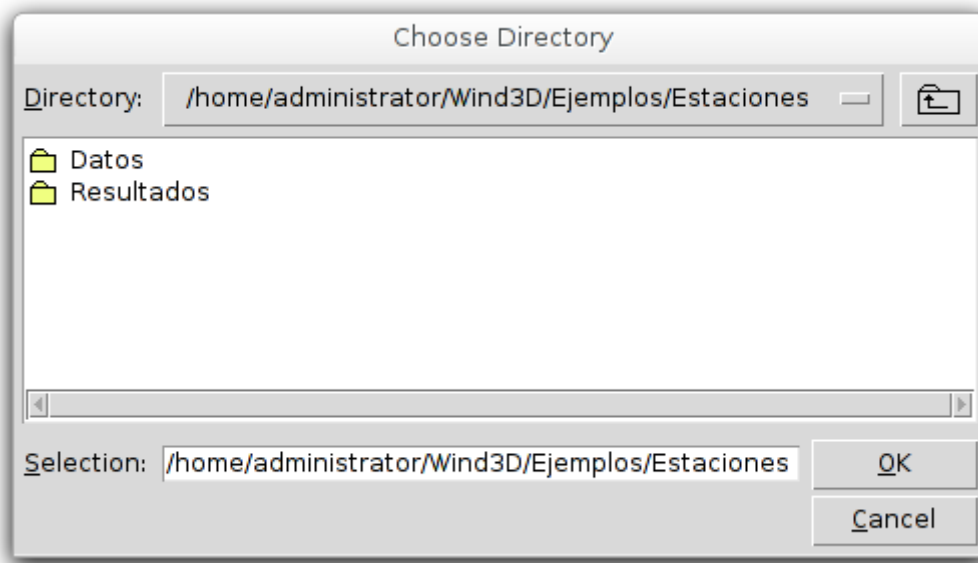 Choose Directory
Directory: /home/administrator/Wind3D/Ejemplos/Estaciones
Datos
Resultados
Selection: /home/administrator/Wind3D/Ejemplos/Estaciones OK
Cancel